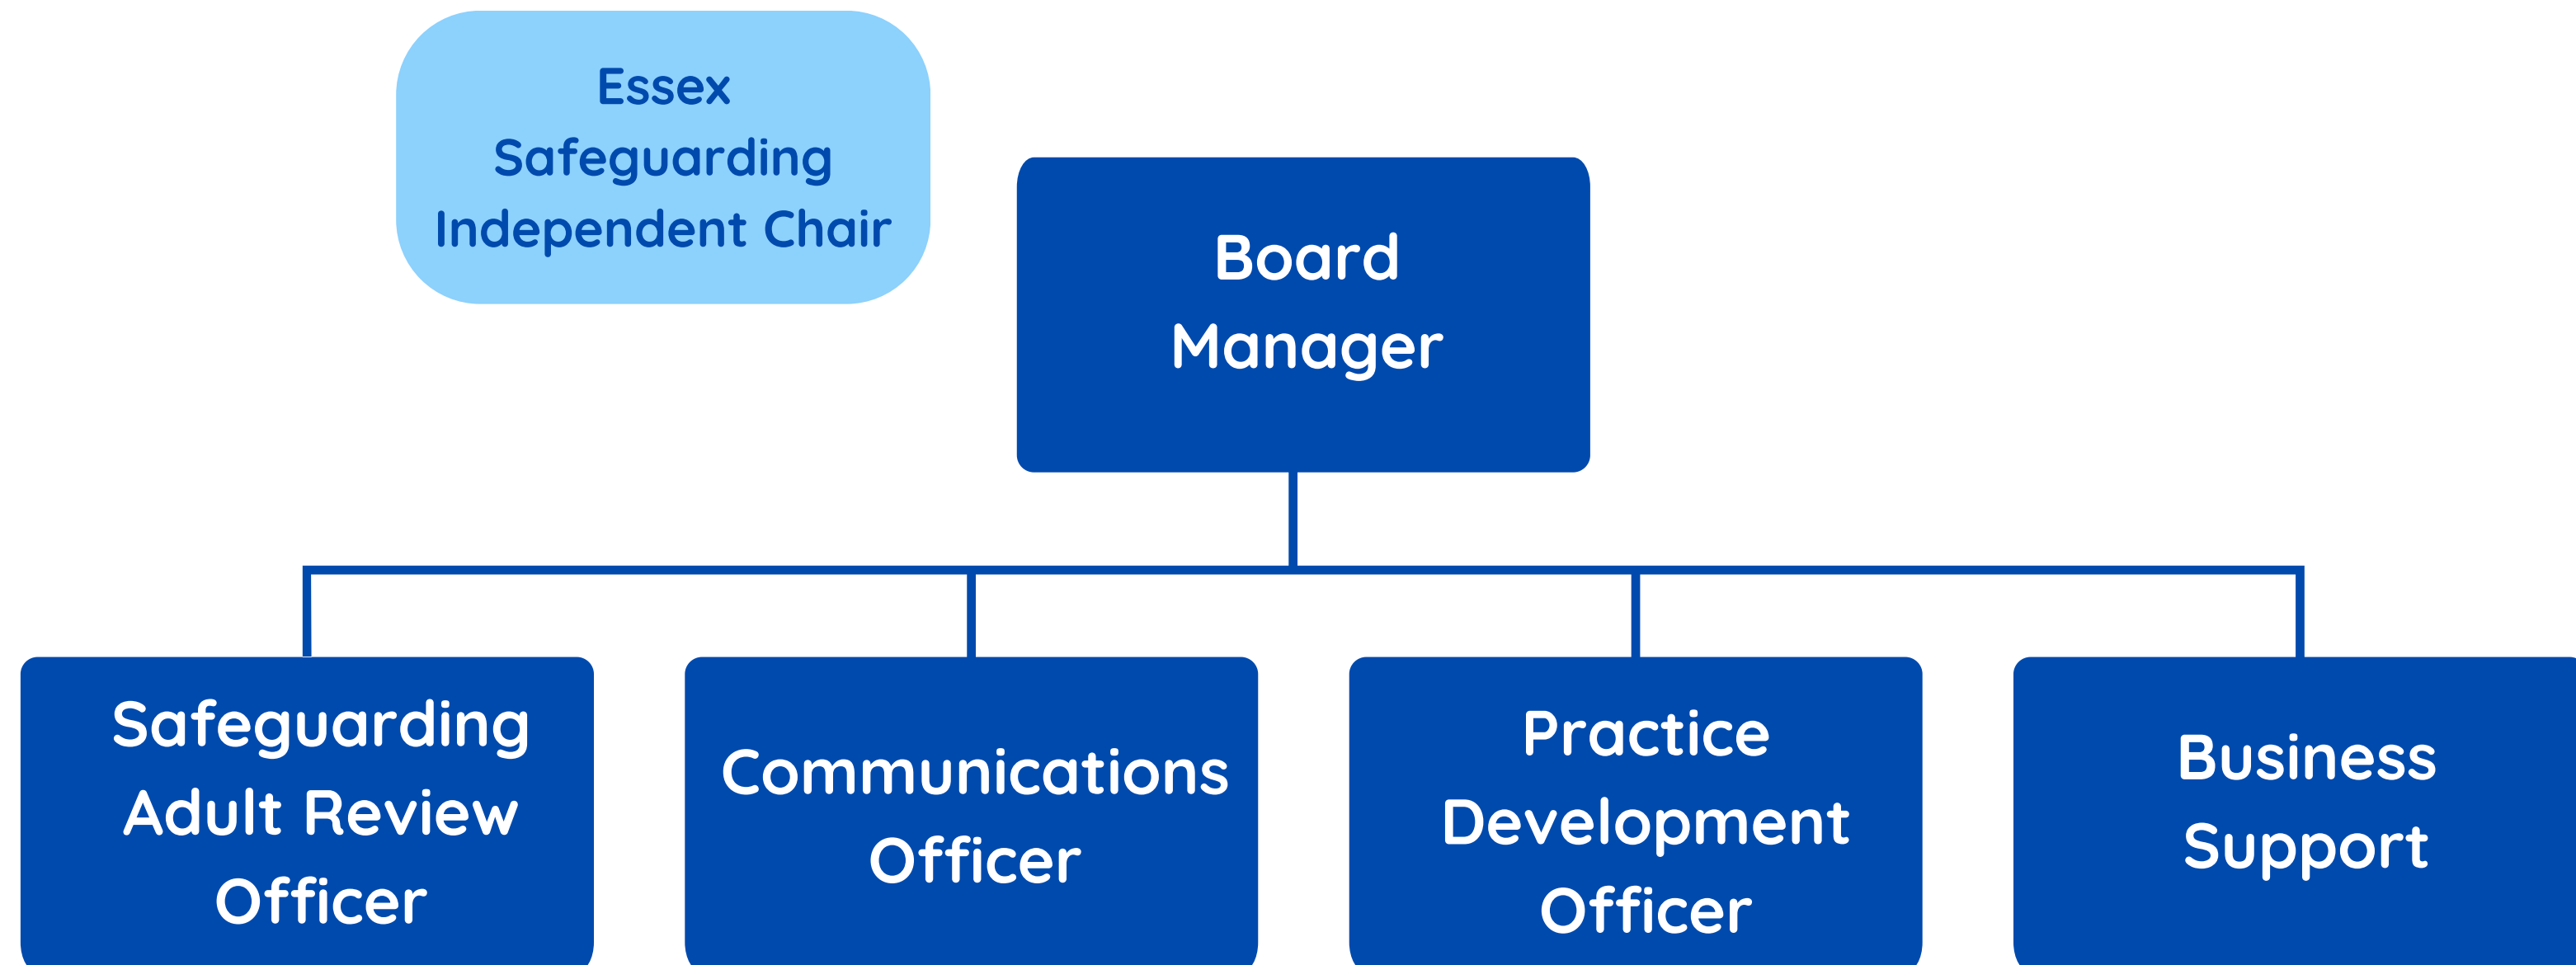 Essex
Safeguarding
Independent Chair
Board
Manager
Safeguarding
Adult Review
Officer
Communications
Officer
Practice
Development
Officer
Business
Support